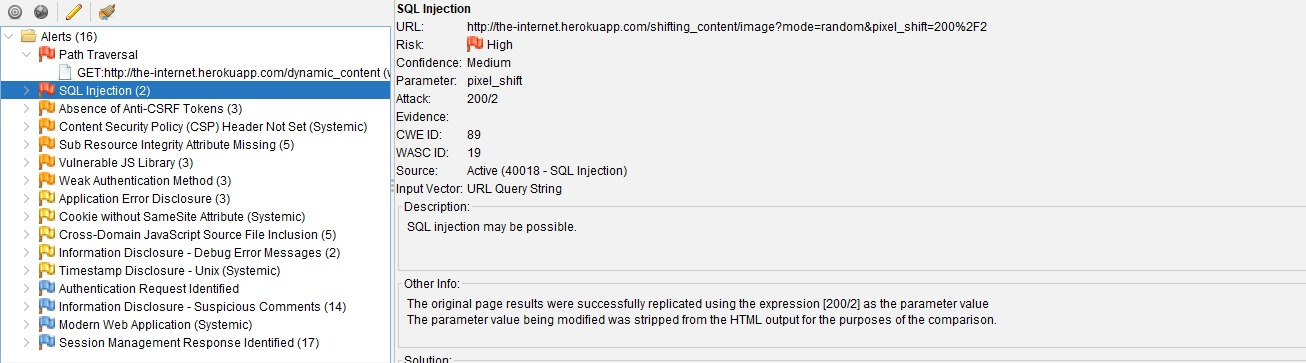 Alerts (16)
Path Traversal
GET:http://the-internet.herokuapp.com/dynamic_content (
SQL Injection (2)
Absence of Anti-CSRF Tokens (3)
Content Security Policy (CSP) Header Not Set (Systemic)
Sub Resource Integrity Attribute Missing (5)
Vulnerable JS Library (3)
Weak Authentication Method (3)
Application Error Disclosure (3)
Cookie without SameSite Attribute (Systemic)
Cross-Domain JavaScript Source File Inclusion (5)
Information Disclosure - Debug Error Messages (2)
Timestamp Disclosure - Unix (Systemic)
Authentication Request Identified
Information Disclosure - Suspicious Comments (14)
Modern Web Application (Systemic)
Session Management Response Identified (17)
SQL Injection
URL: http://the-internet.herokuapp.com/shifting_content/image?mode=random&pixel_shift=200%2F2
Risk: High
Confidence: Medium
Parameter: pixel_shift
Attack: 200/2
Evidence:
CWE ID: 89
WASC ID: 19
Source: Active (40018 - SQL Injection)
Input Vector: URL Query String
Description:
SQL injection may be possible.
Other Info:
The original page results were successfully replicated using the expression [200/2] as the parameter value
The parameter value being modified was stripped from the HTML output for the purposes of the comparison.
Solution: